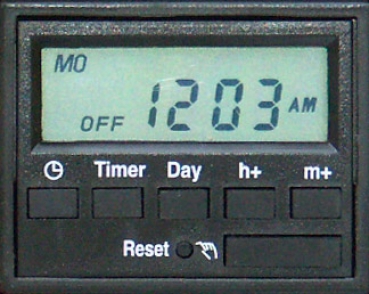 MO
OFF 1203 AM
Timer Day h+ m+
Reset